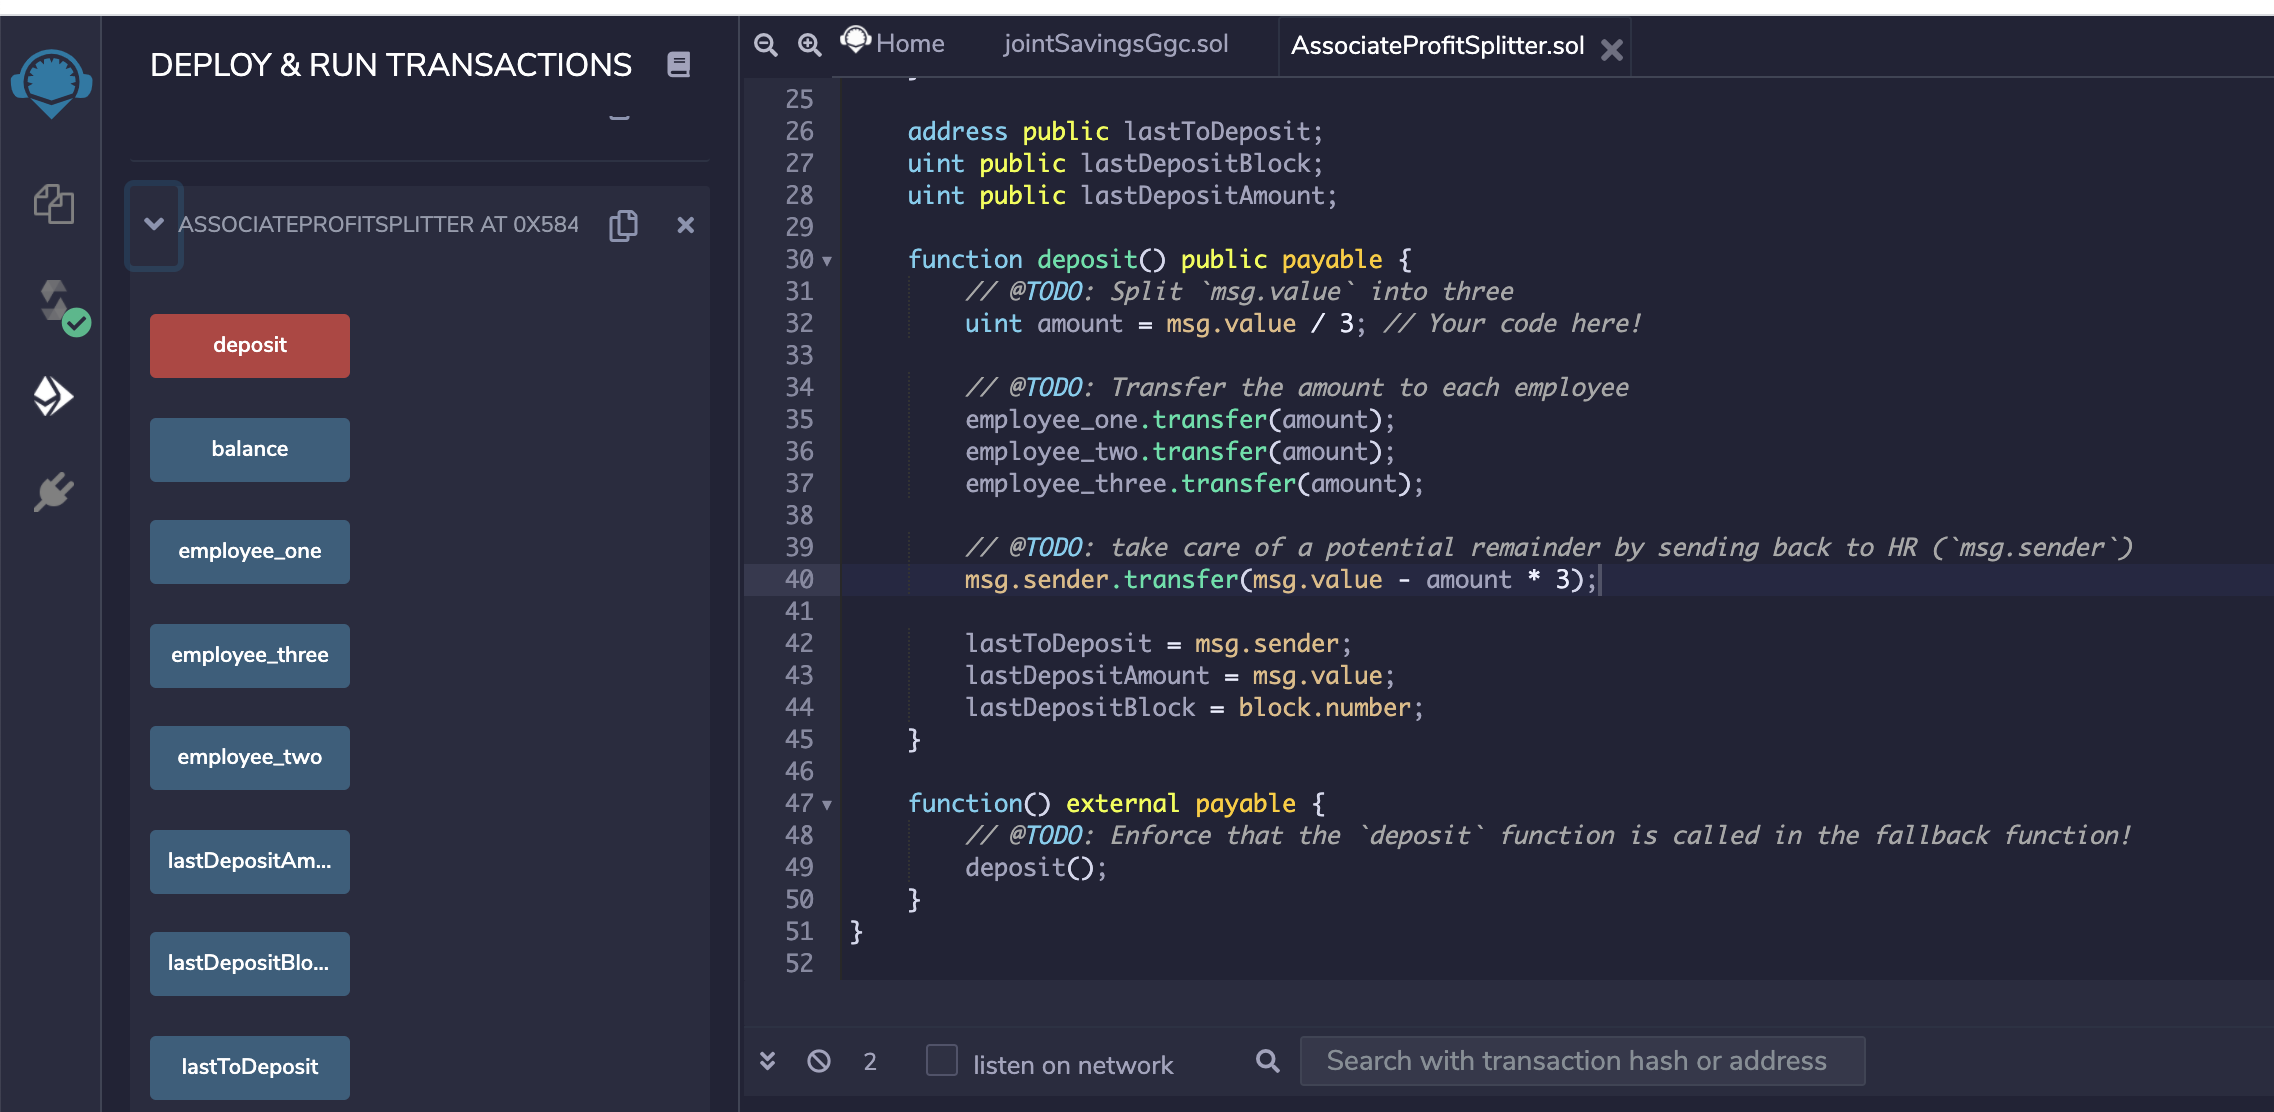 DEPLOY & RUN TRANSACTIONS
ASSOCIATEPROFITSPLITTER AT 0X584
deposit
balance
employee_one
employee_three
employee_two
lastDepositAm...
lastDepositBlo...
lastToDeposit
Home
jointSavingsGgc.sol
AssociateProfitSplitter.sol
25
26 address public lastToDeposit;
27 uint public lastDepositBlock;
28 uint public lastDepositAmount;
29
30 function deposit() public payable {
31 // @TODO: Split `msg.value` into three
32 uint amount = msg.value / 3; // Your code here!
33
34 // @TODO: Transfer the amount to each employee
35 employee_one.transfer(amount);
36 employee_two.transfer(amount);
37 employee_three.transfer(amount);
38
39 // @TODO: take care of a potential remainder by sending back to HR (`msg.sender`)
40 msg.sender.transfer(msg.value - amount * 3);
41
42 lastToDeposit = msg.sender;
43 lastDepositAmount = msg.value;
44 lastDepositBlock = block.number;
45 }
46
47 function() external payable {
48 // @TODO: Enforce that the `deposit` function is called in the fallback function!
49 deposit();
50 }
51 }
52
2
listen on network
Search with transaction hash or address